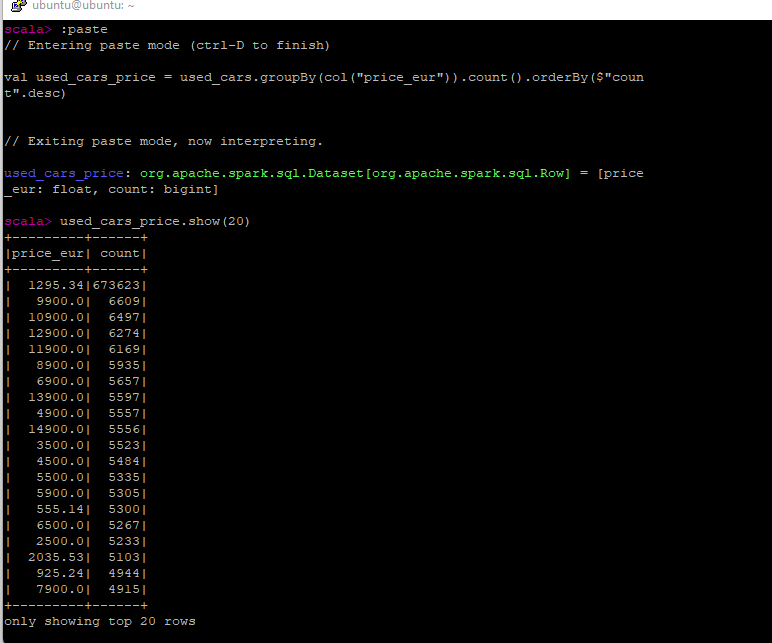 ubuntu@ubuntu: ~
scala> :paste
// Entering paste mode (ctrl-D to finish)
val used_cars_price = used_cars.groupBy(col("price_eur")).count().orderBy($"coun
t".desc)
// Exiting paste mode, now interpreting.
used_cars_price: org.apache.spark.sql.Dataset[org.apache.spark.sql.Row] = [price
_eur: float, count: bigint]
scala> used_cars_price.show(20)
+---------+------+
|price_eur| count|
+---------+------+
|  1295.34|673623|
|   9900.0|  6609|
|  10900.0|  6497|
|  12900.0|  6274|
|  11900.0|  6169|
|   8900.0|  5935|
|   6900.0|  5657|
|  13900.0|  5597|
|   4900.0|  5557|
|  14900.0|  5556|
|   3500.0|  5523|
|   4500.0|  5484|
|   5500.0|  5335|
|   5900.0|  5305|
|   555.14|  5300|
|   6500.0|  5267|
|   2500.0|  5233|
|  2035.53|  5103|
|   925.24|  4944|
|   7900.0|  4915|
+---------+------+
only showing top 20 rows